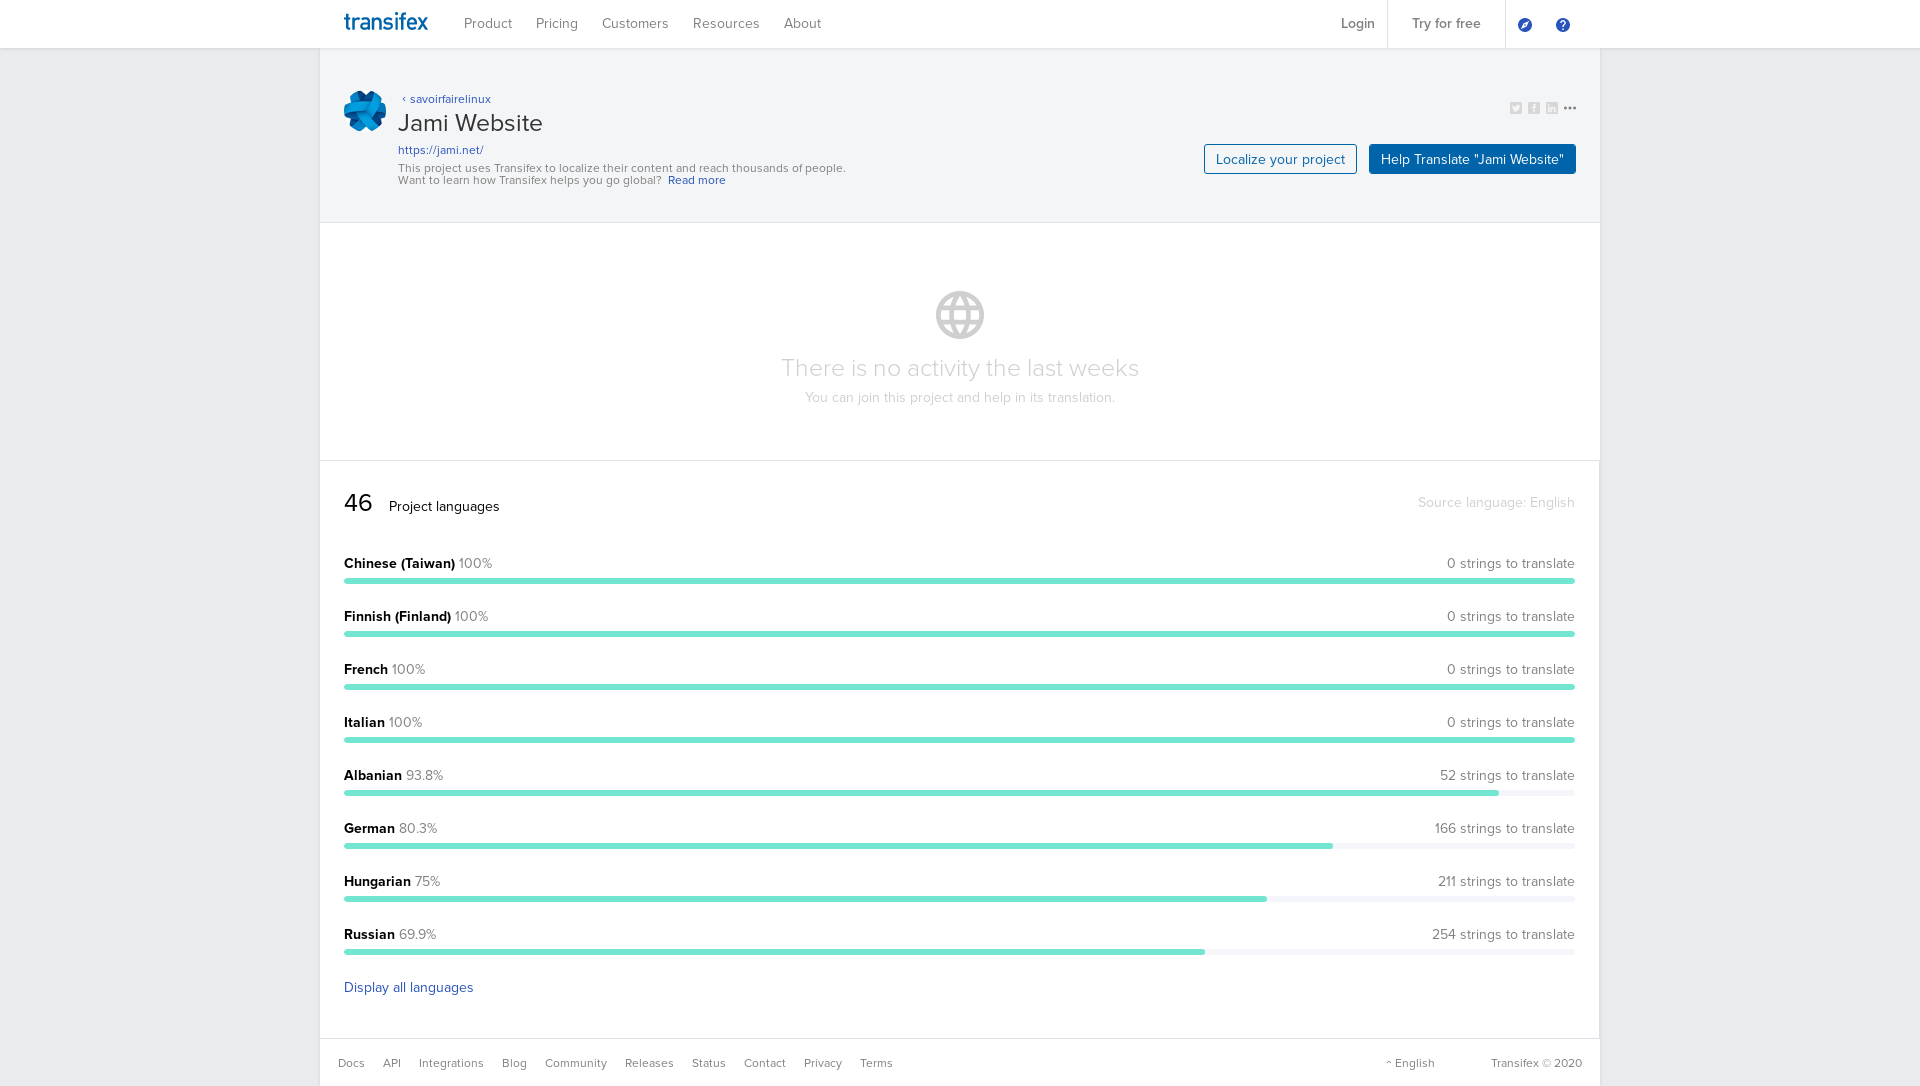 transifex Product Pricing Customers Resources About Login Try for free
‹ savoirfairelinux
Jami Website
https://jami.net/
This project uses Transifex to localize their content and reach thousands of people.
Want to learn how Transifex helps you go global? Read more
Localize your project Help Translate "Jami Website"
There is no activity the last weeks
You can join this project and help in its translation.
46 Project languages Source language: English
Chinese (Taiwan) 100% 0 strings to translate
Finnish (Finland) 100% 0 strings to translate
French 100% 0 strings to translate
Italian 100% 0 strings to translate
Albanian 93.8% 52 strings to translate
German 80.3% 166 strings to translate
Hungarian 75% 211 strings to translate
Russian 69.9% 254 strings to translate
Display all languages
Docs API Integrations Blog Community Releases Status Contact Privacy Terms English Transifex © 2020